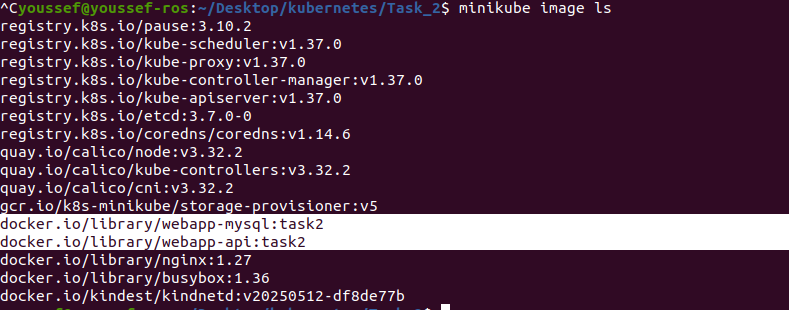 ^Cyoussef@youssef-ros:~/Desktop/kubernetes/Task_2$ minikube image ls
registry.k8s.io/pause:3.10.2
registry.k8s.io/kube-scheduler:v1.37.0
registry.k8s.io/kube-proxy:v1.37.0
registry.k8s.io/kube-controller-manager:v1.37.0
registry.k8s.io/kube-apiserver:v1.37.0
registry.k8s.io/etcd:3.7.0-0
registry.k8s.io/coredns/coredns:v1.14.6
quay.io/calico/node:v3.32.2
quay.io/calico/kube-controllers:v3.32.2
quay.io/calico/cni:v3.32.2
gcr.io/k8s-minikube/storage-provisioner:v5
docker.io/library/webapp-mysql:task2
docker.io/library/webapp-api:task2
docker.io/library/nginx:1.27
docker.io/library/busybox:1.36
docker.io/kindest/kindnetd:v20250512-df8de77b